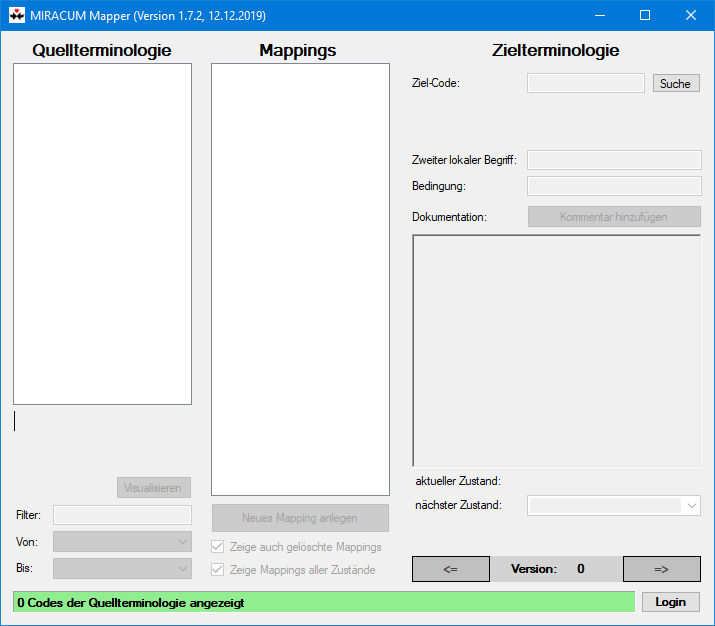 MIRACUM Mapper (Version 1.7.2, 12.12.2019)
Quellterminologie
Mappings
Zielterminologie
Ziel-Code:
Suche
Zweiter lokaler Begriff:
Bedingung:
Dokumentation:
Kommentar hinzufügen
aktueller Zustand:
nächster Zustand:
Visualisieren
Filter:
Von:
Bis:
Neues Mapping anlegen
Zeige auch gelöschte Mappings
Zeige Mappings aller Zustände
<= Version: 0 =>
0 Codes der Quellterminologie angezeigt
Login